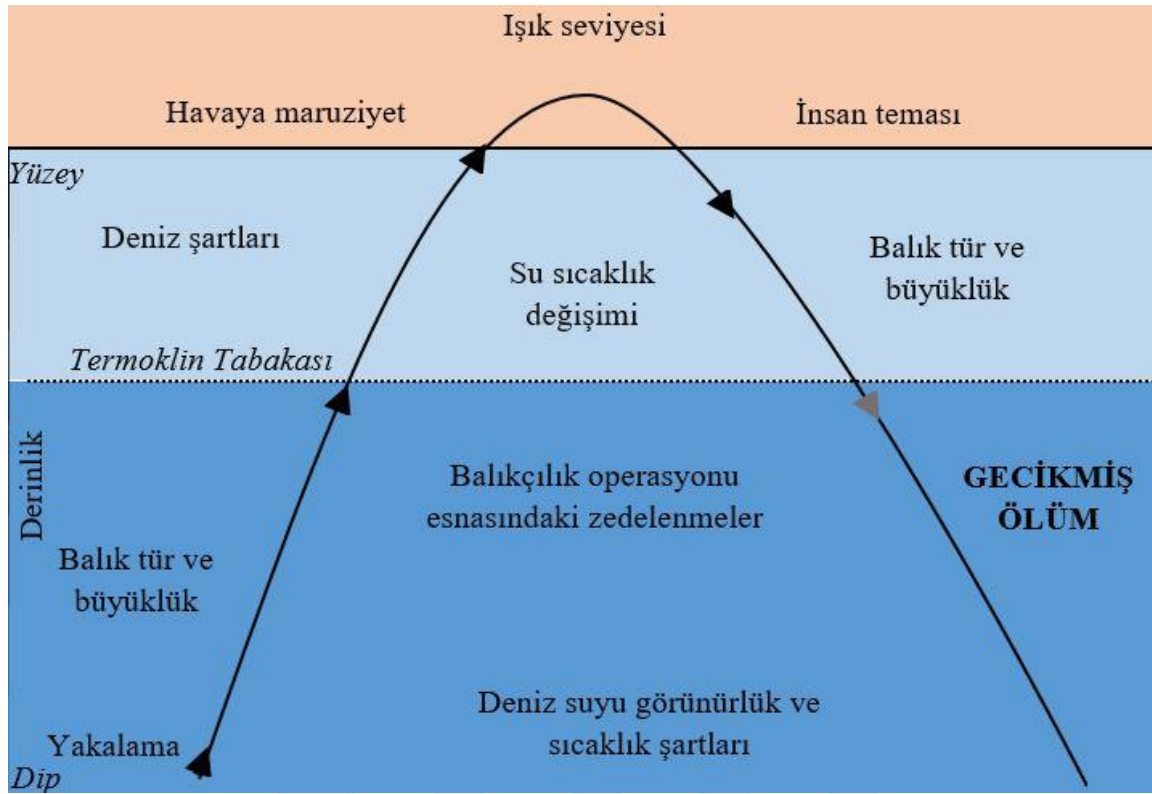 Işık seviyesi
Havaya maruziyet
İnsan teması
Yüzey
Deniz şartları
Su sıcaklık
değişimi
Balık tür ve
büyüklük
Termoklin Tabakası
Derinlik
Balıkçılık operasyonu
esnasındaki zedelenmeler
GECİKMİŞ
ÖLÜM
Balık tür ve
büyüklük
Deniz suyu görünürlük ve
sıcaklık şartları
Yakalama
Dip